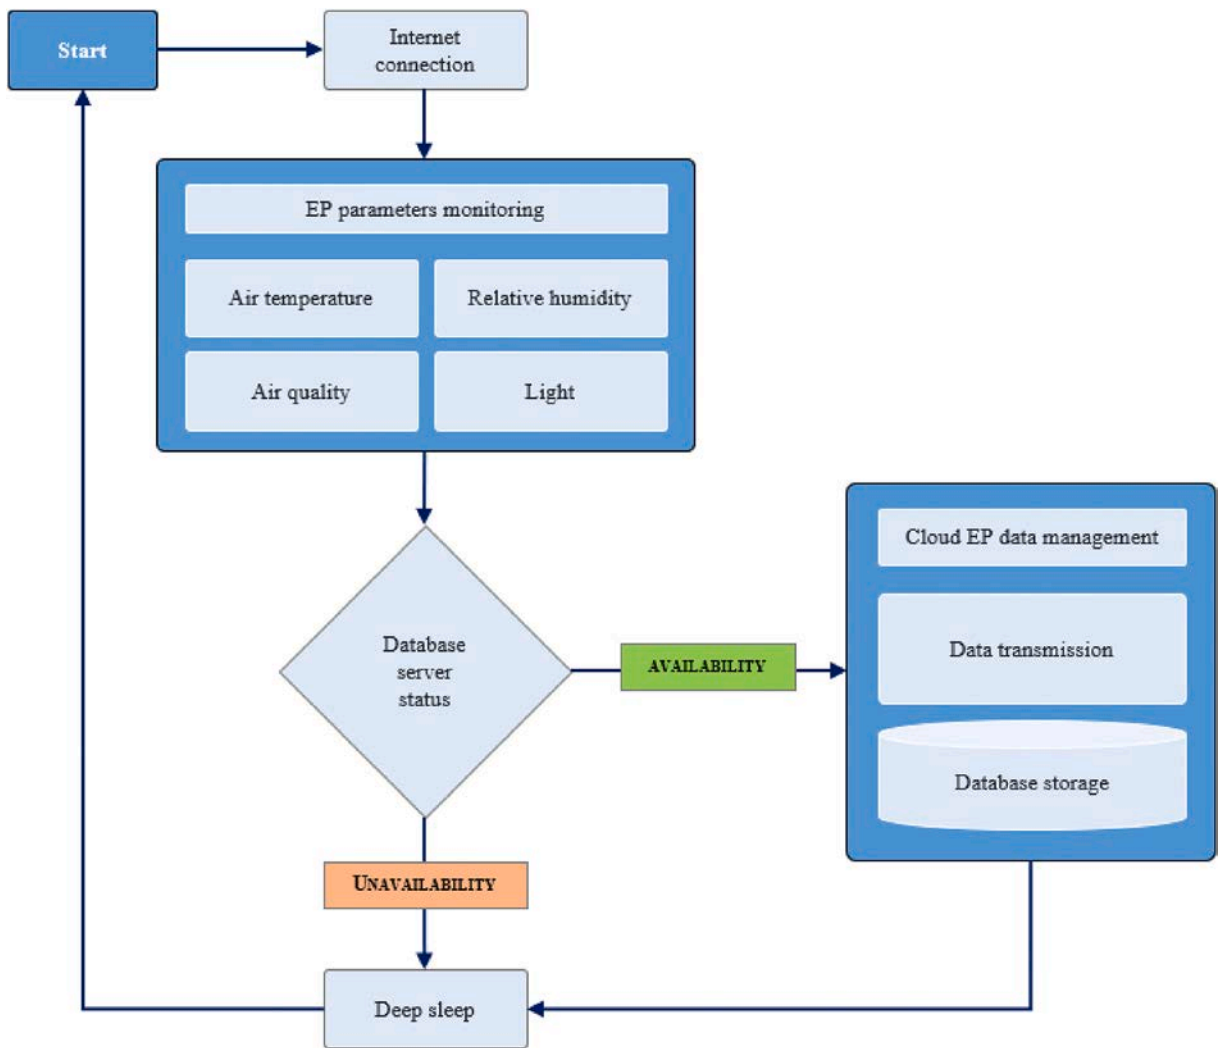 Start
Internet
connection
EP parameters monitoring
Air temperature
Relative humidity
Air quality
Light
Cloud EP data management
Database
server
status
AVAILABILITY
Data transmission
Database storage
UNAVAILABILITY
Deep sleep